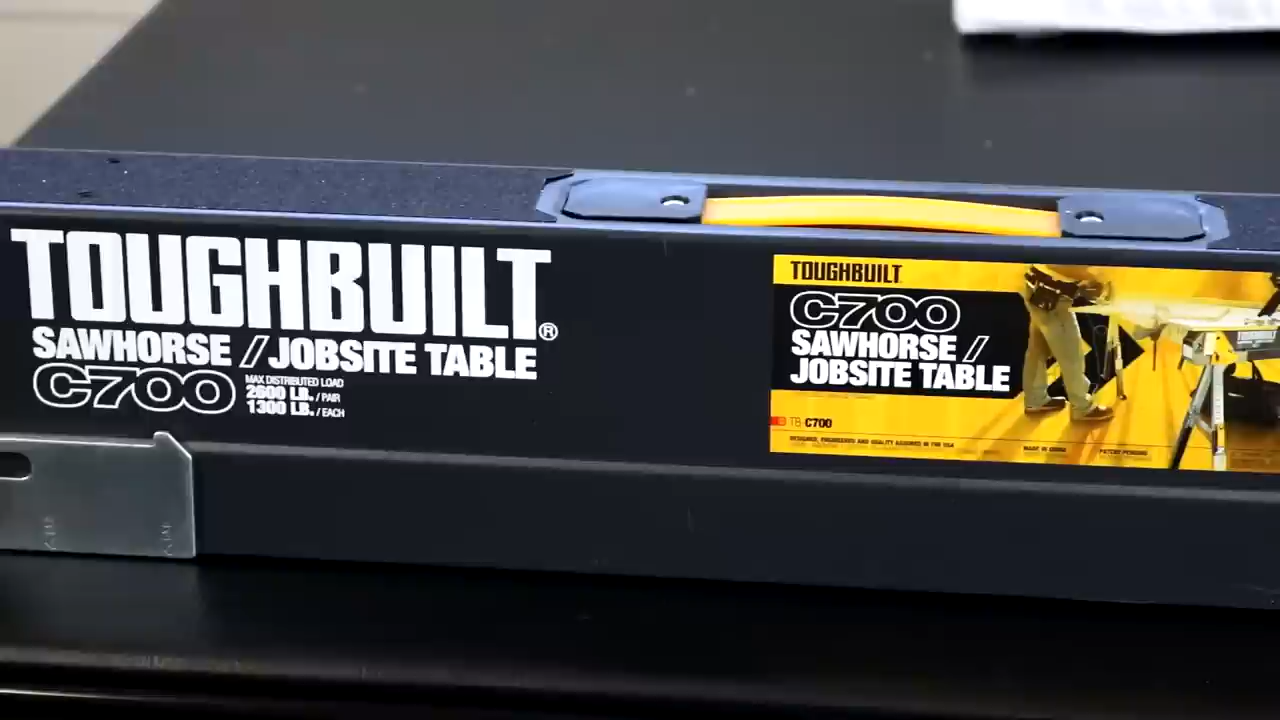 TOUGHBUILT®
SAWHORSE / JOBSITE TABLE
C700
MAX DISTRIBUTED LOAD
2600 LB. / PAIR
1300 LB. / EACH
TOUGHBUILT
C700
SAWHORSE /
JOBSITE TABLE
TB C700
DESIGNED, ENGINEERED AND QUALITY ASSURED IN THE USA
MADE IN CHINA
PATENT PENDING
TOUGHBUILT